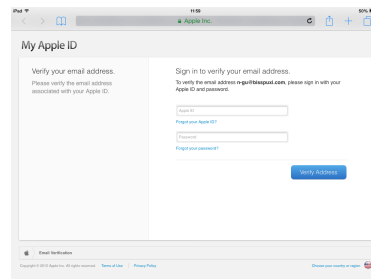 iPad
11:59
50%
Apple Inc.
My Apple ID
Verify your email address.
Please verify the email address
associated with your Apple ID.
Sign in to verify your email address.
To verify the email address n-gu@bisspuxl.com, please sign in with your
Apple ID and password.
Apple ID
Forgot your Apple ID?
Password
Forgot your password?
Verify Address
Email Verification
Copyright © 2013 Apple Inc. All rights reserved. Terms of Use | Privacy Policy
Choose your country or region